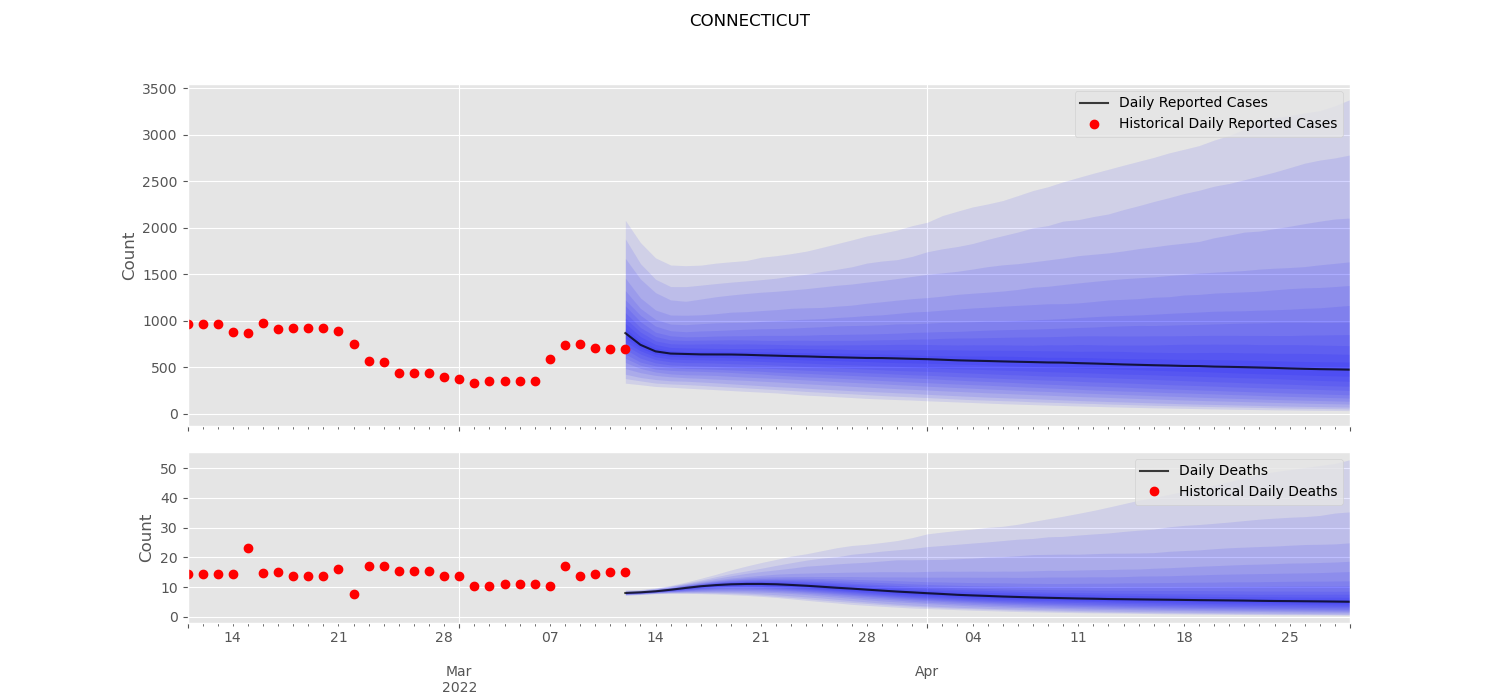 CONNECTICUT
3500
3000
2500
2000
1500
1000
500
0
Count
Daily Reported Cases
Historical Daily Reported Cases
50
40
30
20
10
0
Count
Daily Deaths
Historical Daily Deaths
14 21 28 07 14 21 28 04 11 18 25
Mar Apr
2022